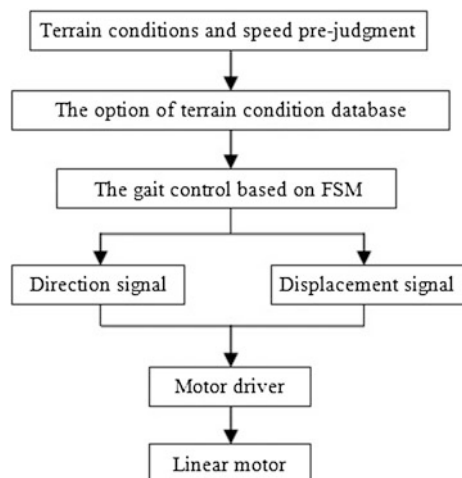 Terrain conditions and speed pre-judgment
The option of terrain condition database
The gait control based on FSM
Direction signal
Displacement signal
Motor driver
Linear motor